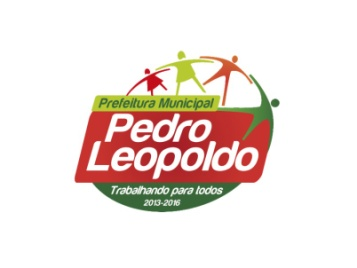 Prefeitura Municipal
Pedro
Leopoldo
Trabalhando para todos
2013-2016